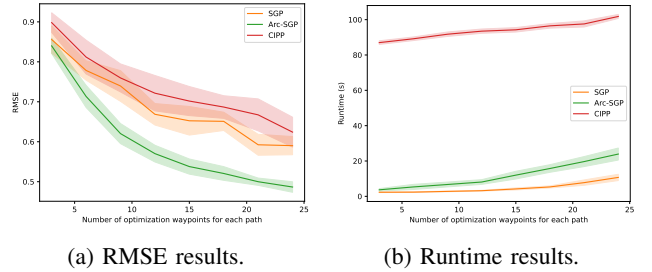 SGP
Arc-SGP
CIPP
0.9
0.8
0.7
0.6
0.5
RMSE
5
10
15
20
25
Number of optimization waypoints for each path
(a) RMSE results.
100
80
60
40
20
0
Runtime (s)
SGP
Arc-SGP
CIPP
5
10
15
20
25
Number of optimization waypoints for each path
(b) Runtime results.